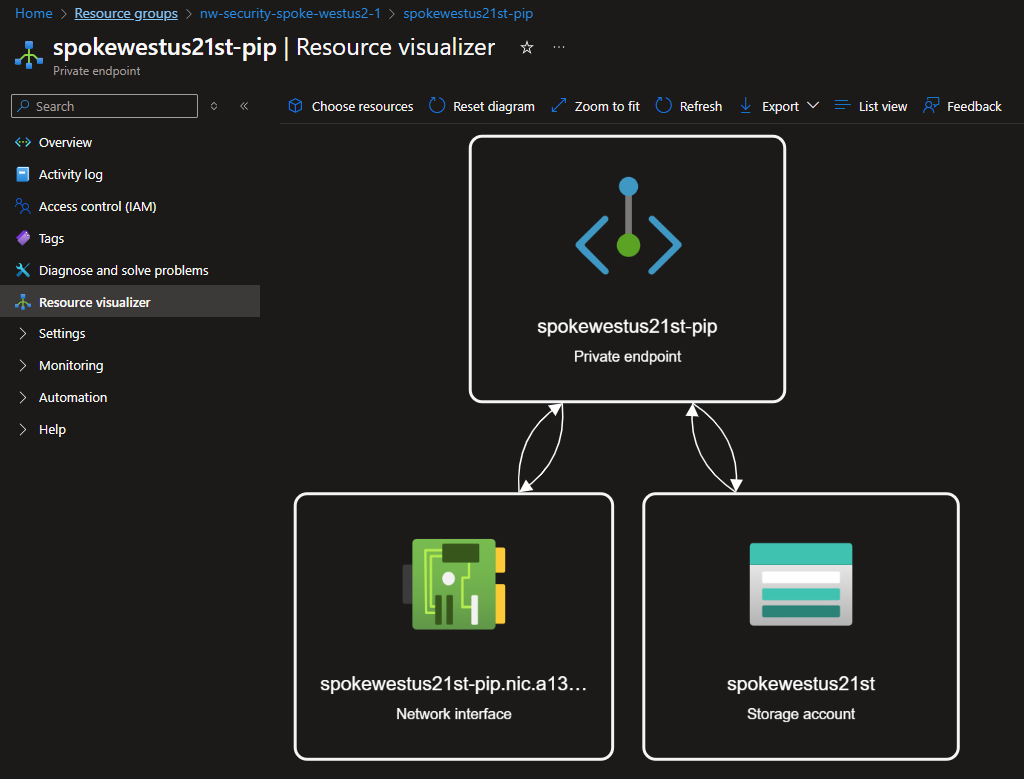 Home > Resource groups > nw-security-spoke-westus2-1 > spokewestus21st-pip
spokewestus21st-pip | Resource visualizer
Private endpoint
Search
Choose resources Reset diagram Zoom to fit Refresh Export List view Feedback
Overview
Activity log
Access control (IAM)
Tags
Diagnose and solve problems
Resource visualizer
Settings
Monitoring
Automation
Help
spokewestus21st-pip
Private endpoint
spokewestus21st-pip.nic.a13...
Network interface
spokewestus21st
Storage account